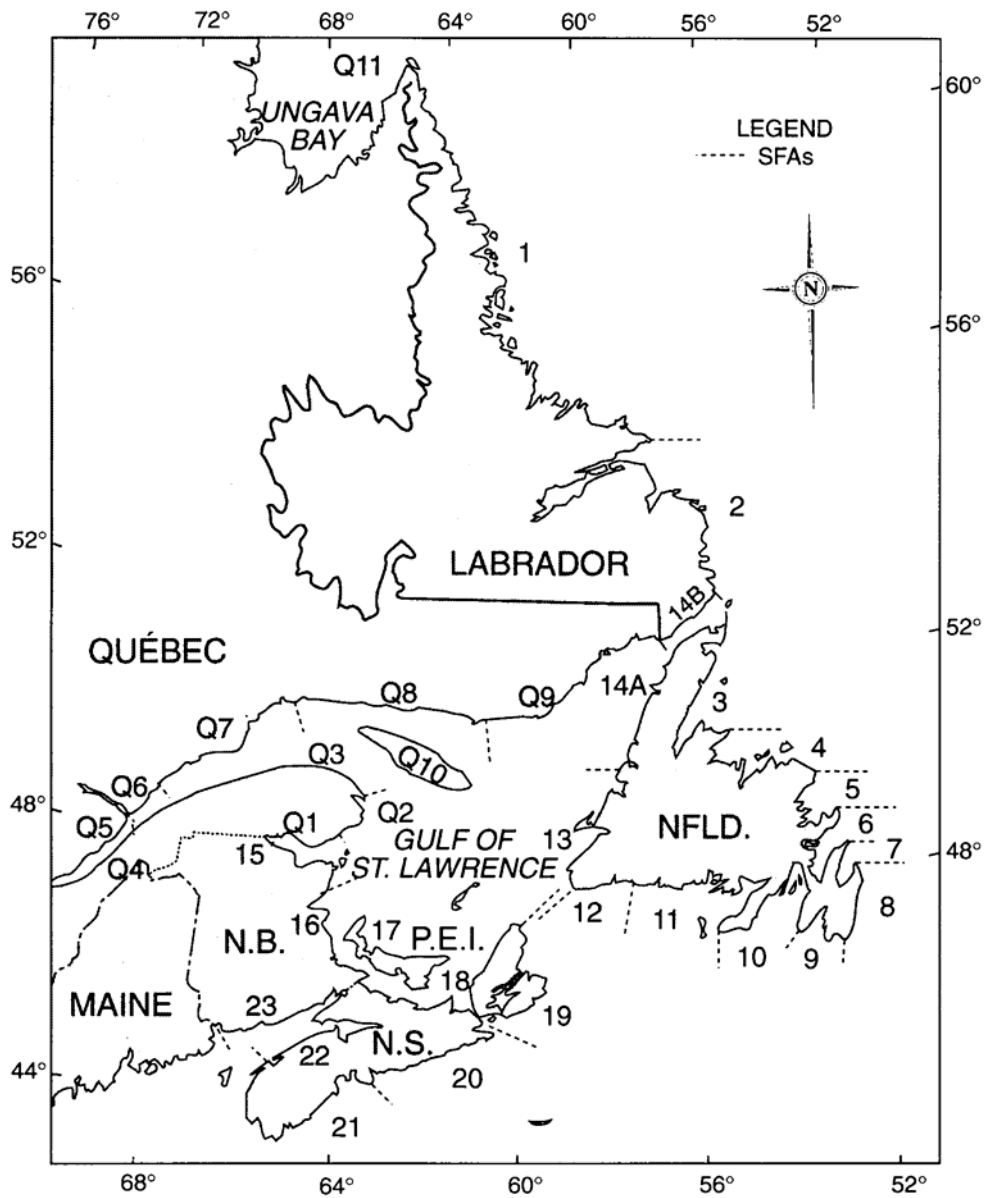 76° 72° 68° 64° 60° 56° 52°
Q11
60°
UNGAVA
BAY
LEGEND
SFAs
1
56°
N
56°
2
52°
LABRADOR
14B
52°
QUÉBEC
14A
3
Q8
Q9
Q7
4
Q3
Q10
Q6
5
48°
Q5
Q1
Q2
NFLD.
6
GULF OF
ST. LAWRENCE
13
7
48°
15
Q4
8
12
11
10
9
16
17
N.B.
P.E.I.
18
MAINE
23
19
22
N.S.
20
44°
21
68° 64° 60° 56° 52°